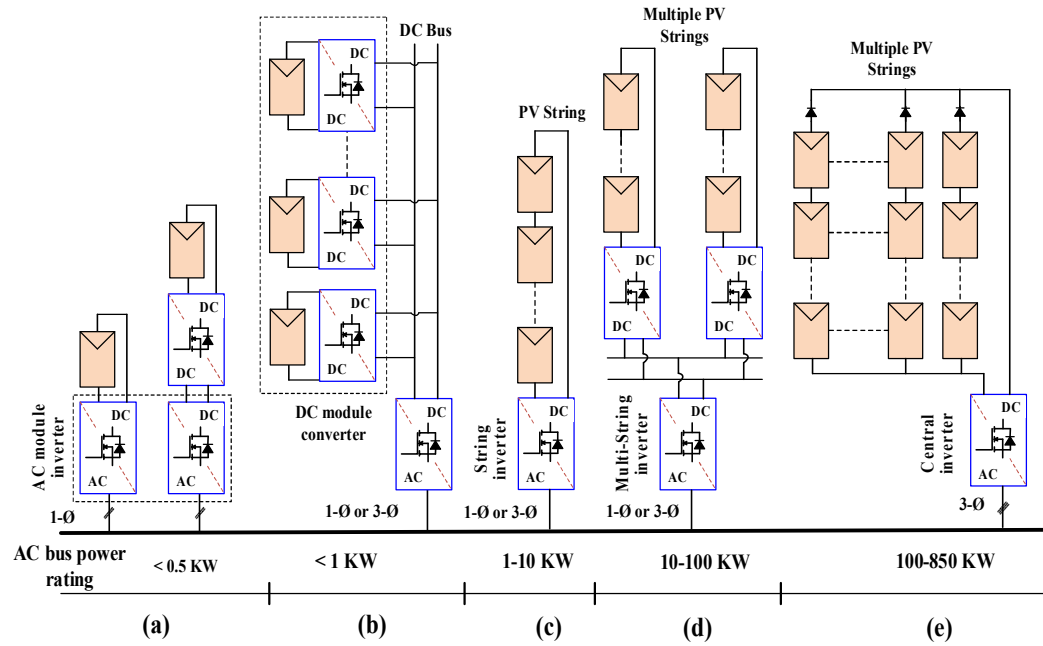 Multiple PV
Strings
DC Bus
DC
DC
Multiple PV
Strings
PV String
DC
DC
DC
DC
DC
DC
DC
DC
DC
DC
DC module
converter
AC module
inverter
DC
AC
DC
AC
DC
AC
String
inverter
DC
AC
Multi-String
inverter
DC
AC
Central
inverter
DC
AC
1-Ø
1-Ø or 3-Ø
1-Ø or 3-Ø
1-Ø or 3-Ø
3-Ø
AC bus power
rating
< 0.5 KW
< 1 KW
1-10 KW
10-100 KW
100-850 KW
(a)
(b)
(c)
(d)
(e)